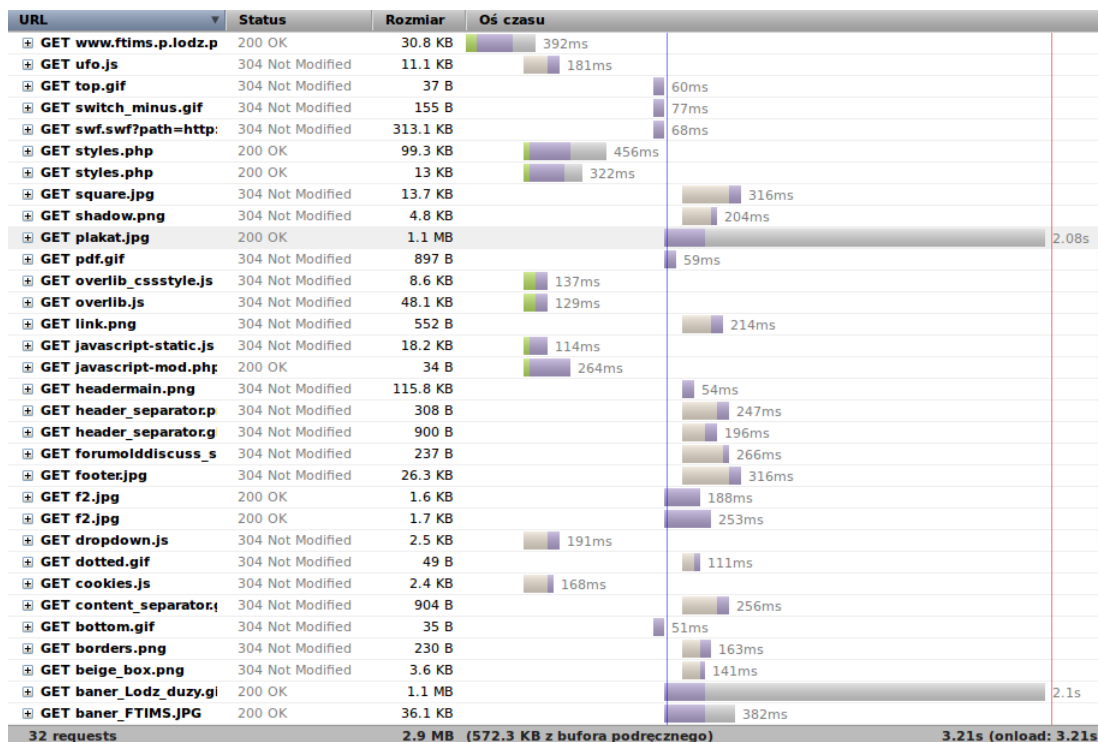 URL Status Rozmiar Oś czasu
GET www.ftims.p.lodz.p 200 OK 30.8 KB 392ms
GET ufo.js 304 Not Modified 11.1 KB 181ms
GET top.gif 304 Not Modified 37 B 60ms
GET switch_minus.gif 304 Not Modified 155 B 77ms
GET swf.swf?path=http: 304 Not Modified 313.1 KB 68ms
GET styles.php 200 OK 99.3 KB 456ms
GET styles.php 200 OK 13 KB 322ms
GET square.jpg 304 Not Modified 13.7 KB 316ms
GET shadow.png 304 Not Modified 4.8 KB 204ms
GET plakat.jpg 200 OK 1.1 MB 2.08s
GET pdf.gif 304 Not Modified 897 B 59ms
GET overlib_cssstyle.js 304 Not Modified 8.6 KB 137ms
GET overlib.js 304 Not Modified 48.1 KB 129ms
GET link.png 304 Not Modified 552 B 214ms
GET javascript-static.js 304 Not Modified 18.2 KB 114ms
GET javascript-mod.php 200 OK 34 B 264ms
GET headermain.png 304 Not Modified 115.8 KB 54ms
GET header_separator.p 304 Not Modified 308 B 247ms
GET header_separator.g 304 Not Modified 900 B 196ms
GET forumolddiscuss_s 304 Not Modified 237 B 266ms
GET footer.jpg 304 Not Modified 26.3 KB 316ms
GET f2.jpg 200 OK 1.6 KB 188ms
GET f2.jpg 200 OK 1.7 KB 253ms
GET dropdown.js 304 Not Modified 2.5 KB 191ms
GET dotted.gif 304 Not Modified 49 B 111ms
GET cookies.js 304 Not Modified 2.4 KB 168ms
GET content_separator.g 304 Not Modified 904 B 256ms
GET bottom.gif 304 Not Modified 35 B 51ms
GET borders.png 304 Not Modified 230 B 163ms
GET beige_box.png 304 Not Modified 3.6 KB 141ms
GET baner_Lodz_duzy.gi 200 OK 1.1 MB 2.1s
GET baner_FTIMS.JPG 200 OK 36.1 KB 382ms
32 requests 2.9 MB (572.3 KB z bufora podręcznego) 3.21s (onload: 3.21s)